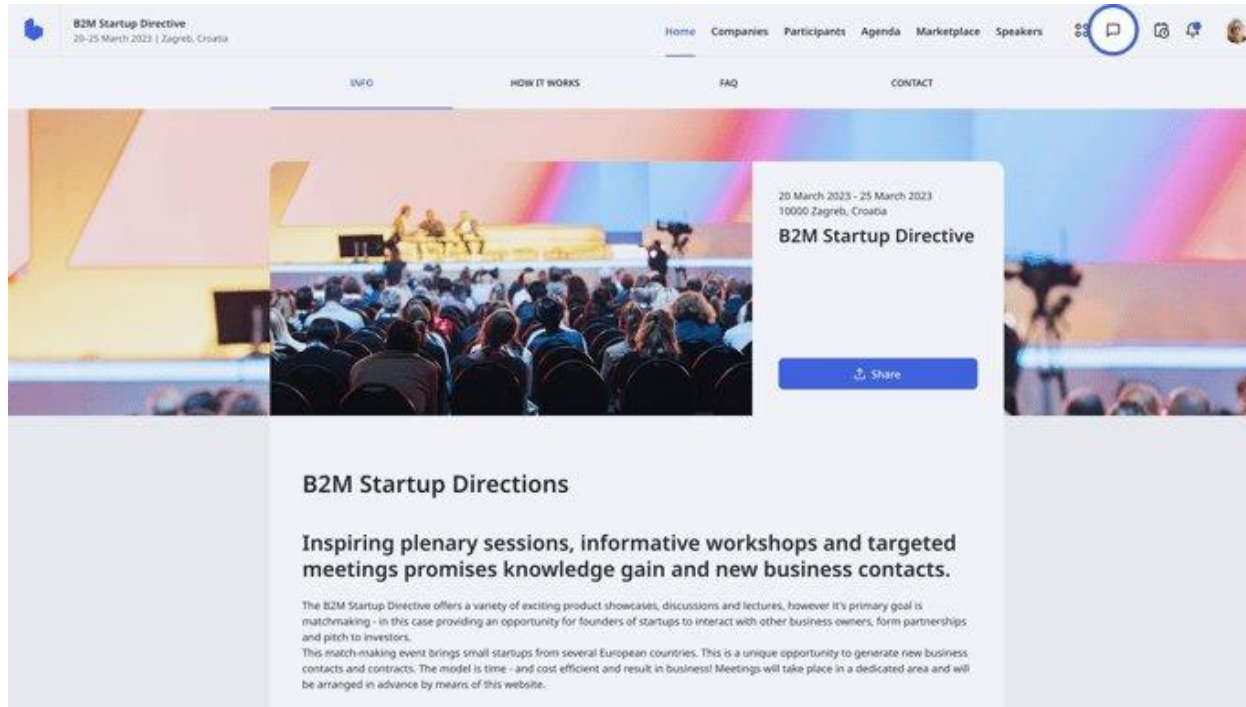 B2M Startup Directive
20-25 March 2023 | Zagreb, Croatia
Home Companies Participants Agenda Marketplace Speakers
INFO HOW IT WORKS FAQ CONTACT
20 March 2023 - 25 March 2023
10000 Zagreb, Croatia
B2M Startup Directive
Share
B2M Startup Directions
Inspiring plenary sessions, informative workshops and targeted
meetings promises knowledge gain and new business contacts.
The B2M Startup Directive offers a variety of exciting product showcases, discussions and lectures, however it's primary goal is
matchmaking - in this case providing an opportunity for founders of startups to interact with other business owners, form partnerships
and pitch to investors.
This match-making event brings small startups from several European countries. This is a unique opportunity to generate new business
contacts and contracts. The model is time - and cost efficient and result in business! Meetings will take place in a dedicated area and will
be arranged in advance by means of this website.